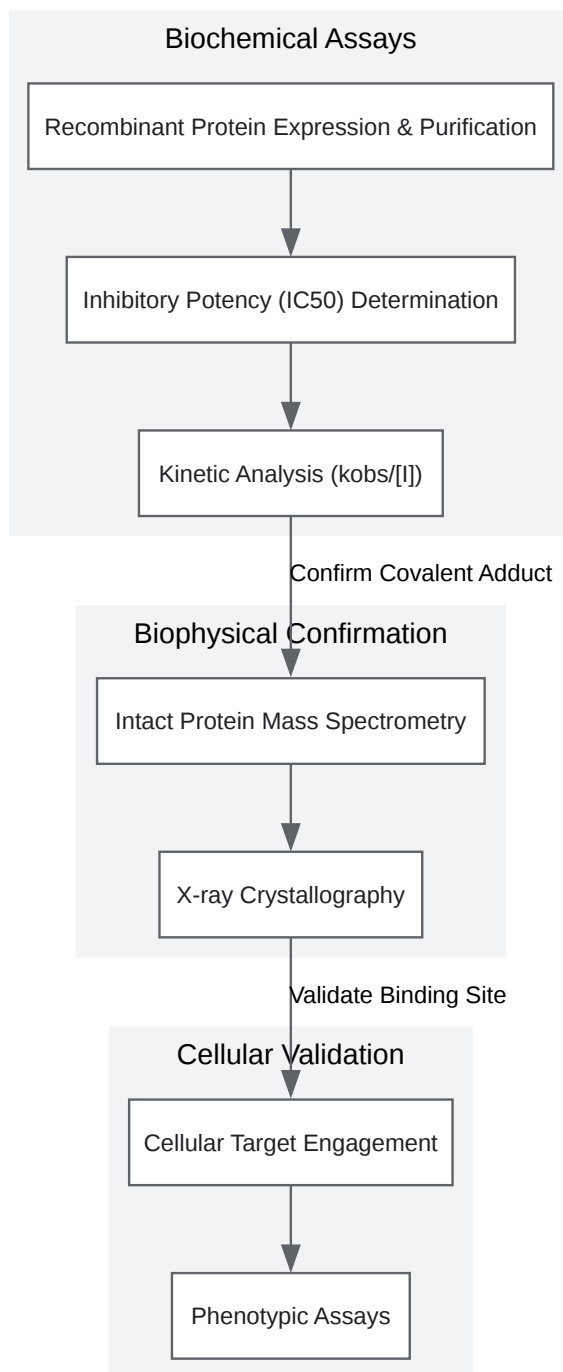 Biochemical Assays
Recombinant Protein Expression & Purification
Inhibitory Potency (IC50) Determination
Kinetic Analysis (kobs/[I])
Confirm Covalent Adduct
Biophysical Confirmation
Intact Protein Mass Spectrometry
X-ray Crystallography
Validate Binding Site
Cellular Validation
Cellular Target Engagement
Phenotypic Assays